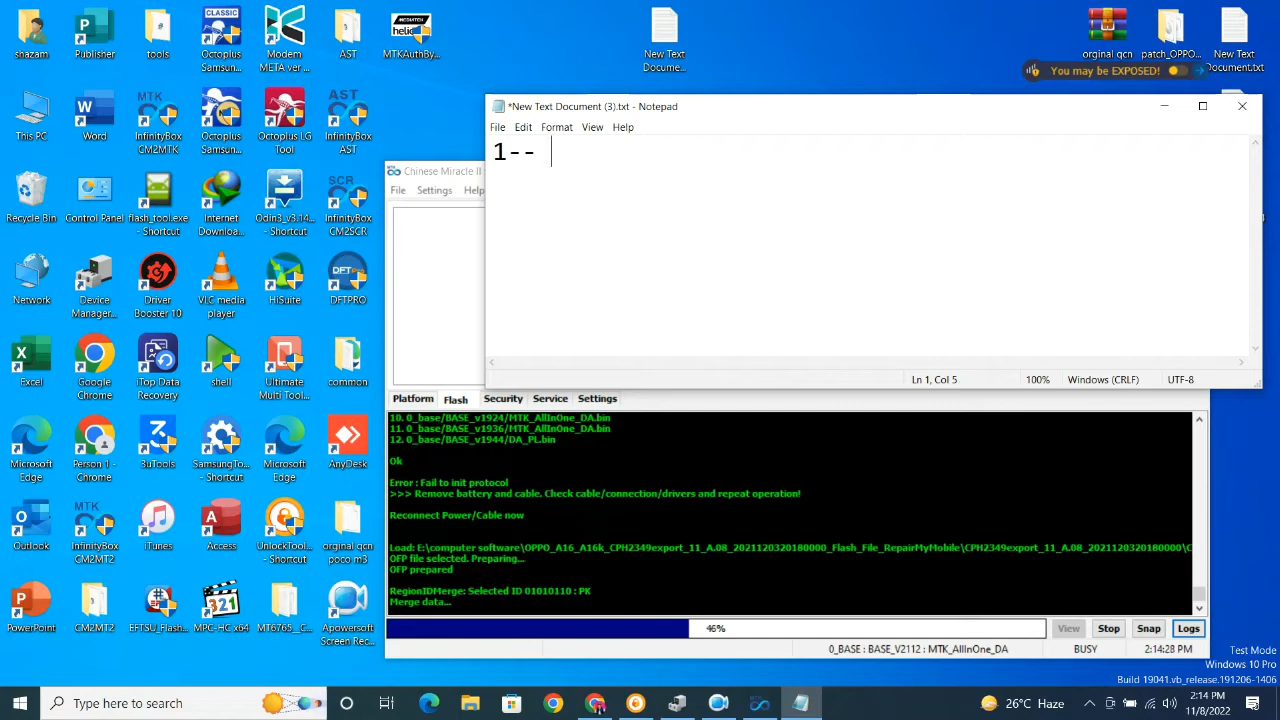 shazam
Publisher
tools
Octoplus
Samsun...
Modem
META ver ...
AST
MTKAuthBy...
New Text
Docume...
orginal qcn
patch_OPPO...
New Text
Document.txt
You may be EXPOSED!
This PC
Word
InfinityBox
CM2MTK
Octoplus
Samsun...
Octoplus LG
Tool
InfinityBox
AST
Recycle Bin
Control Panel
flash_tool.exe
- Shortcut
Internet
Downloa...
Odin3_v3.14...
- Shortcut
InfinityBox
CM2SCR
Network
Device
Manager...
Driver
Booster 10
VLC media
player
HiSuite
DFTPRO
Excel
Google
Chrome
iTop Data
Recovery
shell
Ultimate
Multi Tool...
common
Microsoft
Edge
Person 1 -
Chrome
3uTools
SamsungTo...
- Shortcut
Microsoft
Edge
AnyDesk
Outlook
InfinityBox
CM2MT2
iTunes
Access
UnlockTool...
- Shortcut
orginal qcn
poco m3
PowerPoint
CM2MT2
EFTSU_Flash...
MPC-HC x64
MT6765__C...
Apowersoft
Screen Rec...
*New Text Document (3).txt - Notepad
File Edit Format View Help
1--
Ln 1, Col 5 100% Windows (CRLF) UTF-8
Chinese Miracle II
File Settings Help
Platform Flash Security Service Settings
10. 0_base/BASE_v1924/MTK_AllInOne_DA.bin
11. 0_base/BASE_v1936/MTK_AllInOne_DA.bin
12. 0_base/BASE_v1944/DA_PL.bin
Ok
Error : Fail to init protocol
>>> Remove battery and cable. Check cable/connection/drivers and repeat operation!
Reconnect Power/Cable now
Load: E:\computer software\OPPO_A16_A16k_CPH2349export_11_A.08_2021120320180000_Flash_File_RepairMyMobile\CPH2349export_11_A.08_2021120320180000\C
OFP file selected. Preparing...
OFP prepared
RegionIDMerge: Selected ID 01010110 : PK
Merge data...
46% View Stop Snap Logs
0_BASE : BASE_V2112 : MTK_AllInOne_DA BUSY 2:14:28 PM
Test Mode
Windows 10 Pro
Build 19041.vb_release.191206-1406
Type here to search
26°C Haze
2:14 PM
11/8/2022